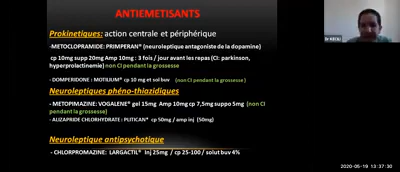 ANTIEMETISANTS
Prokinetiques: action centrale et périphérique
-METOCLOPRAMIDE: PRIMPERAN® (neuroleptique antagoniste de la dopamine)
cp 10mg supp 20mg Amp 10mg : 3 fois / jour avant les repas (CI: parkinson,
hyperprolactinemie) non CI pendant la grossesse
- DOMPERIDONE : MOTILIUM® cp 10 mg et sol buv (non CI pendant la grossesse )
Neuroleptiques phéno-thiazidiques
- METOPIMAZINE: VOGALENE® gel 15mg Amp 10mg cp 7,5mg suppo 5mg (non CI
pendant la grossesse)
- ALIZAPRIDE CHLORHYDRATE : PLITICAN® cp 50mg / amp inj (50mg)
Neuroleptique antipsychotique
- CHLORPROMAZINE: LARGACTIL® Inj 25mg / cp 25-100 / solut buv 4%
2020-05-19 13:37:30